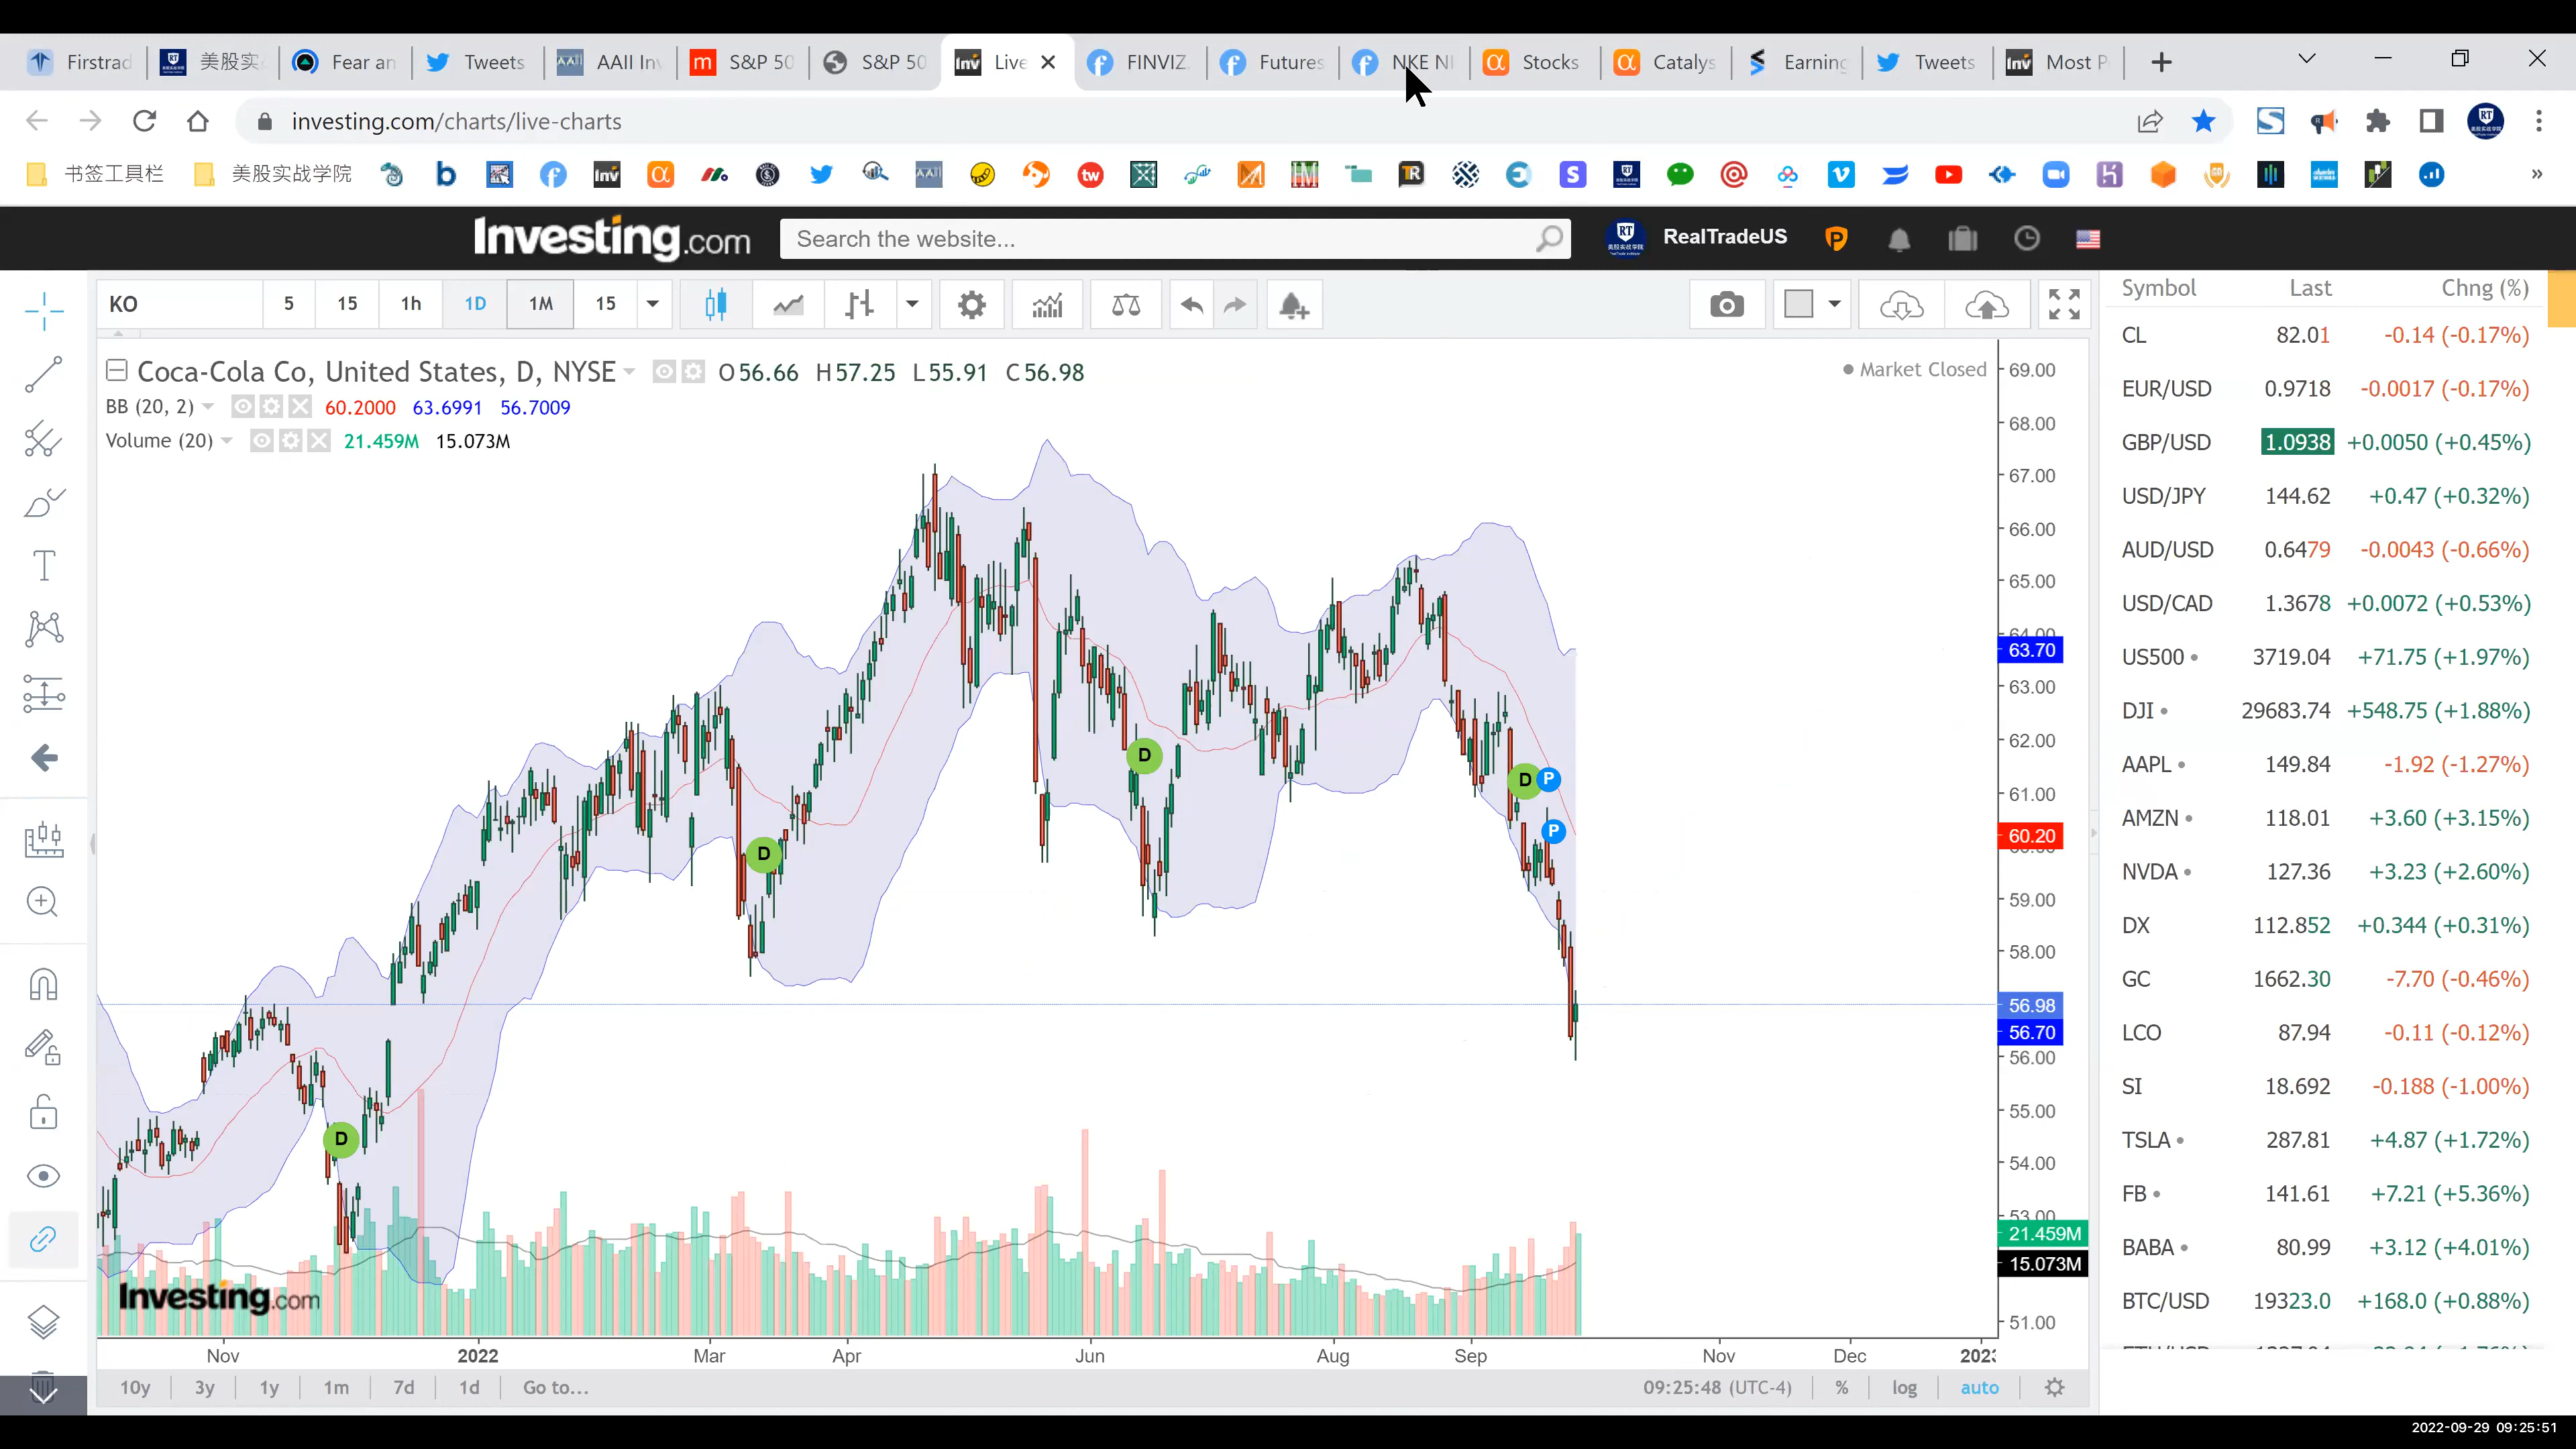 Firstrad 美股实 Fear an Tweets AAII Inv S&P 50 S&P 50 Live FINVIZ Futures NKE NI Stocks Catalys Earning Tweets Most P
investing.com/charts/live-charts
书签工具栏 美股实战学院
Investing.com Search the website... RealTradeUS
KO 5 15 1h 1D 1M 15
Symbol Last Chng (%)
Coca-Cola Co, United States, D, NYSE O56.66 H57.25 L55.91 C56.98
Market Closed
BB (20, 2) 60.2000 63.6991 56.7009
Volume (20) 21.459M 15.073M
69.00
68.00
67.00
66.00
65.00
64.00
63.70
63.00
62.00
61.00
60.20
59.00
58.00
56.98
56.70
56.00
55.00
54.00
53.00
21.459M
15.073M
51.00
D
D
D
D P
P
Investing.com
Nov 2022 Mar Apr Jun Aug Sep Nov Dec 2023
10y 3y 1y 1m 7d 1d Go to... 09:25:48 (UTC-4) % log auto
CL 82.01 -0.14 (-0.17%)
EUR/USD 0.9718 -0.0017 (-0.17%)
GBP/USD 1.0938 +0.0050 (+0.45%)
USD/JPY 144.62 +0.47 (+0.32%)
AUD/USD 0.6479 -0.0043 (-0.66%)
USD/CAD 1.3678 +0.0072 (+0.53%)
US500 3719.04 +71.75 (+1.97%)
DJI 29683.74 +548.75 (+1.88%)
AAPL 149.84 -1.92 (-1.27%)
AMZN 118.01 +3.60 (+3.15%)
NVDA 127.36 +3.23 (+2.60%)
DX 112.852 +0.344 (+0.31%)
GC 1662.30 -7.70 (-0.46%)
LCO 87.94 -0.11 (-0.12%)
SI 18.692 -0.188 (-1.00%)
TSLA 287.81 +4.87 (+1.72%)
FB 141.61 +7.21 (+5.36%)
BABA 80.99 +3.12 (+4.01%)
BTC/USD 19323.0 +168.0 (+0.88%)
2022-09-29 09:25:51